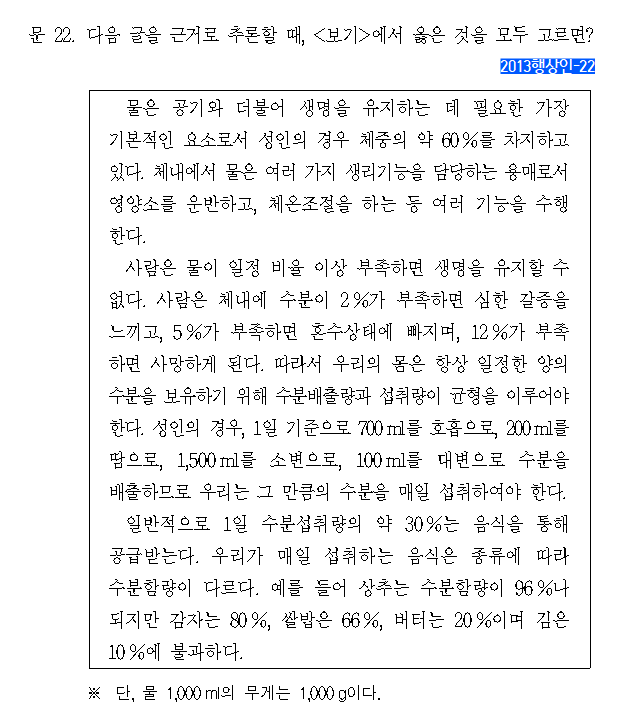 문 22. 다음 글을 근거로 추론할 때, <보기>에서 옳은 것을 모두 고르면?
2013행상인-22
물은 공기와 더불어 생명을 유지하는 데 필요한 가장
기본적인 요소로서 성인의 경우 체중의 약 60%를 차지하고
있다. 체내에서 물은 여러 가지 생리기능을 담당하는 용매로서
영양소를 운반하고, 체온조절을 하는 등 여러 기능을 수행
한다.
사람은 물이 일정 비율 이상 부족하면 생명을 유지할 수
없다. 사람은 체내에 수분이 2%가 부족하면 심한 갈증을
느끼고, 5%가 부족하면 혼수상태에 빠지며, 12%가 부족
하면 사망하게 된다. 따라서 우리의 몸은 항상 일정한 양의
수분을 보유하기 위해 수분배출량과 섭취량이 균형을 이루어야
한다. 성인의 경우, 1일 기준으로 700ml를 호흡으로, 200ml를
땀으로, 1,500ml를 소변으로, 100ml를 대변으로 수분을
배출하므로 우리는 그 만큼의 수분을 매일 섭취하여야 한다.
일반적으로 1일 수분섭취량의 약 30%는 음식을 통해
공급받는다. 우리가 매일 섭취하는 음식은 종류에 따라
수분함량이 다르다. 예를 들어 상추는 수분함량이 96%나
되지만 감자는 80%, 쌀밥은 66%, 버터는 20%이며 김은
10%에 불과하다.
※ 단, 물 1,000ml의 무게는 1,000g이다.